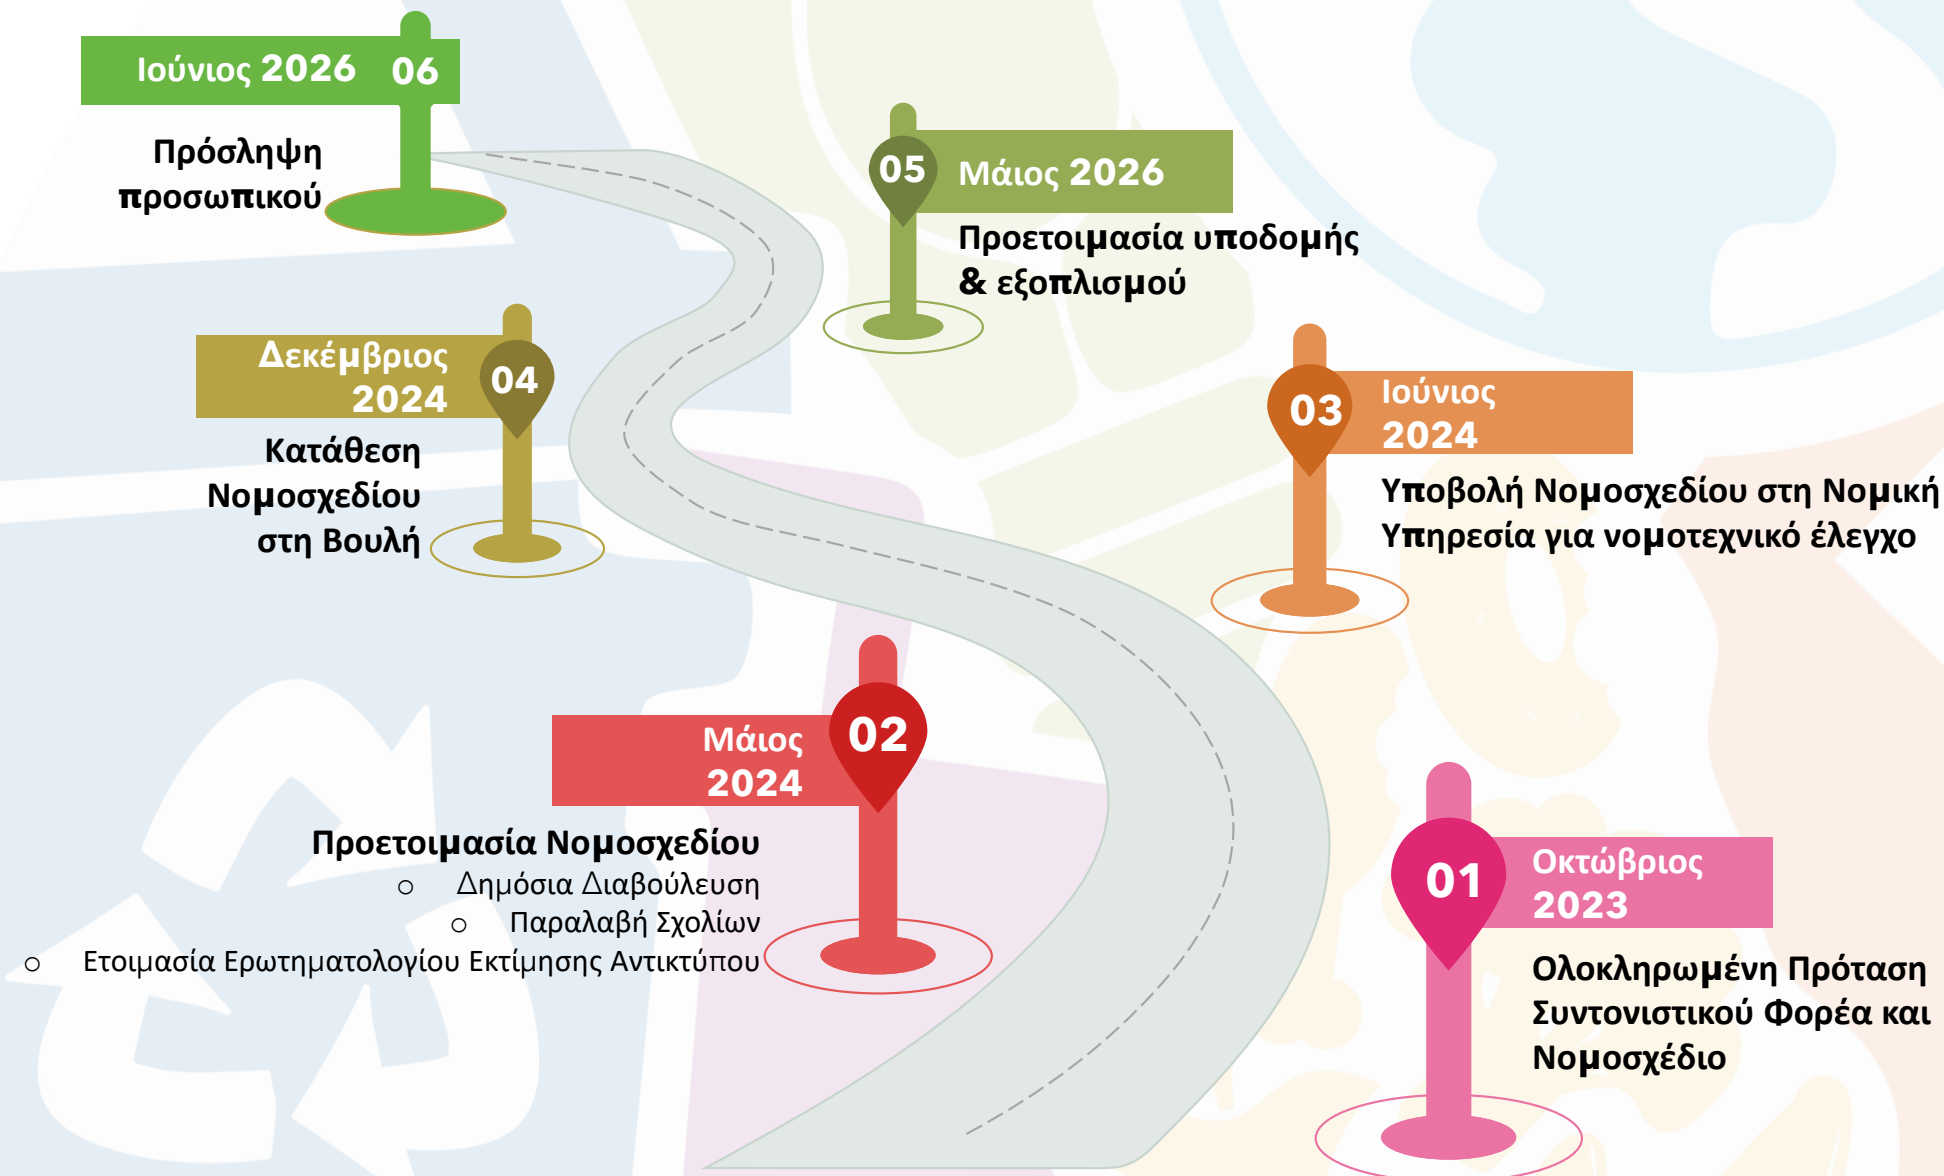 Ιούνιος 2026 06
Πρόσληψη
προσωπικού
05 Μάιος 2026
Προετοιμασία υποδομής
& εξοπλισμού
Δεκέμβριος
2024
04
Κατάθεση
Νομοσχεδίου
στη Βουλή
03
Ιούνιος
2024
Υποβολή Νομοσχεδίου στη Νομική
Υπηρεσία για νομοτεχνικό έλεγχο
Μάιος
2024
02
Προετοιμασία Νομοσχεδίου
o Δημόσια Διαβούλευση
o Παραλαβή Σχολίων
o Ετοιμασία Ερωτηματολογίου Εκτίμησης Αντικτύπου
01
Οκτώβριος
2023
Ολοκληρωμένη Πρόταση
Συντονιστικού Φορέα και
Νομοσχέδιο